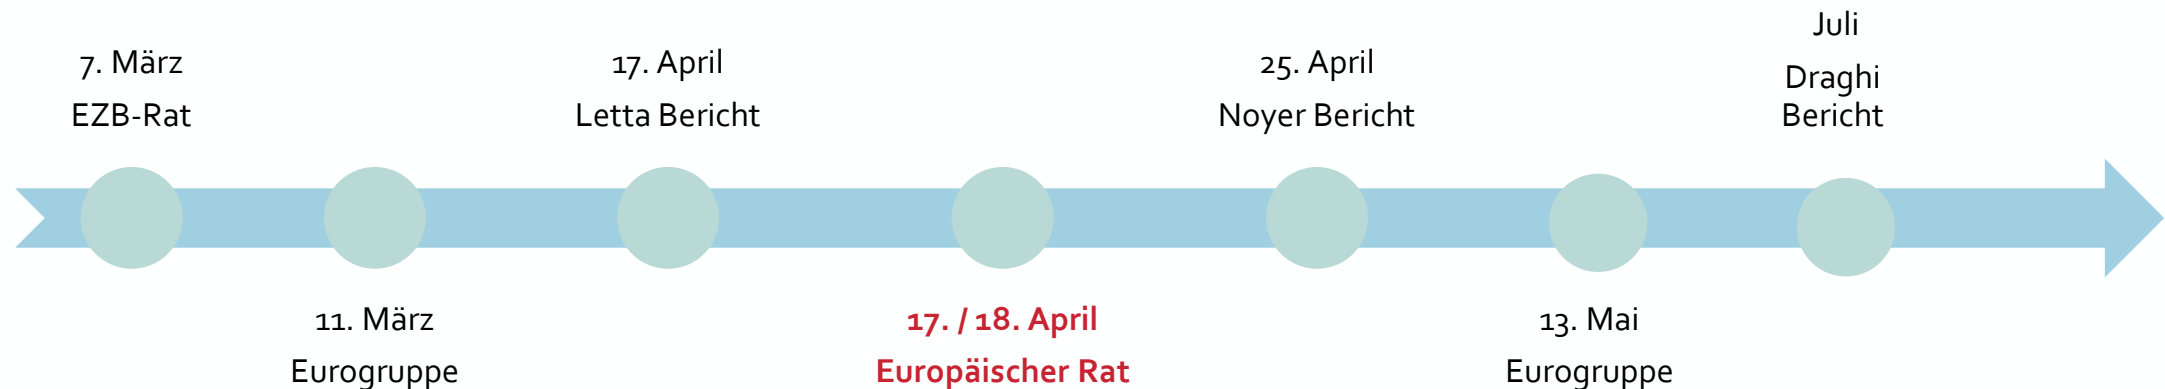 7. März
EZB-Rat
11. März
Eurogruppe
17. April
Letta Bericht
17. / 18. April
Europäischer Rat
25. April
Noyer Bericht
13. Mai
Eurogruppe
Juli
Draghi
Bericht